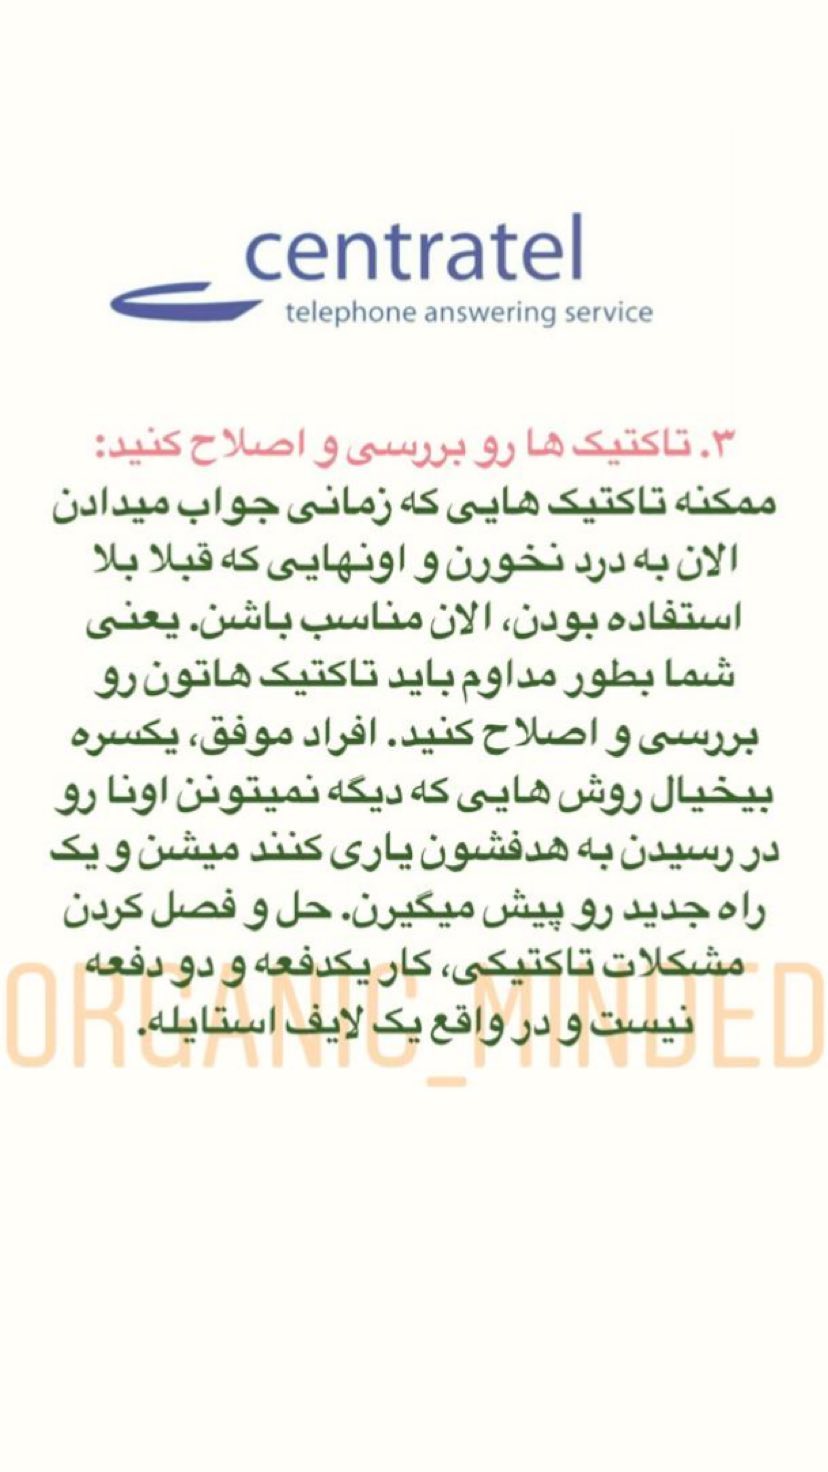 centratel
telephone answering service
۳. تاکتیک ها رو بررسی و اصلاح کنید:
ممکنه تاکتیک هایی که زمانی جواب میدادن
الان به درد نخورن و اونهایی که قبلا بلا
استفاده بودن، الان مناسب باشن. یعنی
شما بطور مداوم باید تاکتیک هاتون رو
بررسی و اصلاح کنید. افراد موفق، یکسره
بیخیال روش هایی که دیگه نمیتونن اونا رو
در رسیدن به هدفشون یاری کنند میشن و یک
راه جدید رو پیش میگیرن. حل و فصل کردن
مشکلات تاکتیکی، کار یکدفعه و دو دفعه
نیست و در واقع یک لایف استایله.
ORGANIC_MINDED